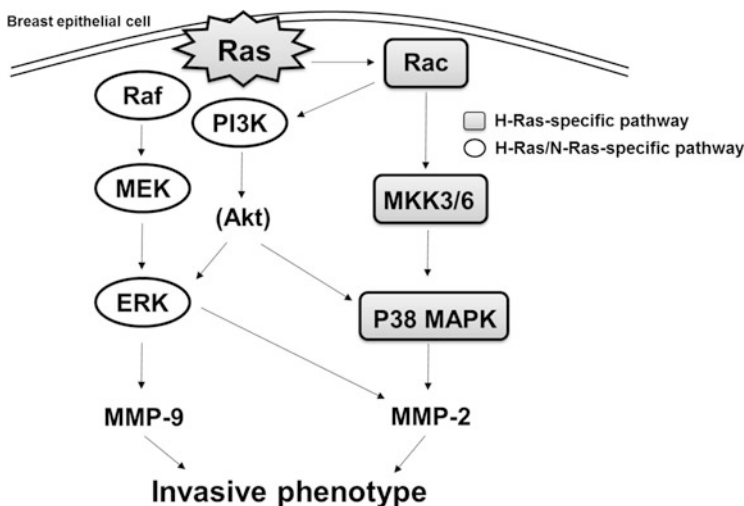 Breast epithelial cell
Ras
Rac
Raf
PI3K
H-Ras-specific pathway
H-Ras/N-Ras-specific pathway
MEK
MKK3/6
(Akt)
ERK
P38 MAPK
MMP-9
MMP-2
Invasive phenotype